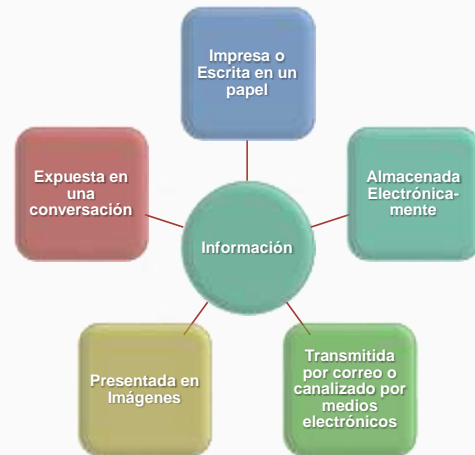 Impresa o
Escrita en un
papel
Expuesta en
una
conversación
Almacenada
Electrónica-
mente
Información
Presentada en
Imágenes
Transmitida
por correo o
canalizado por
medios
electrónicos